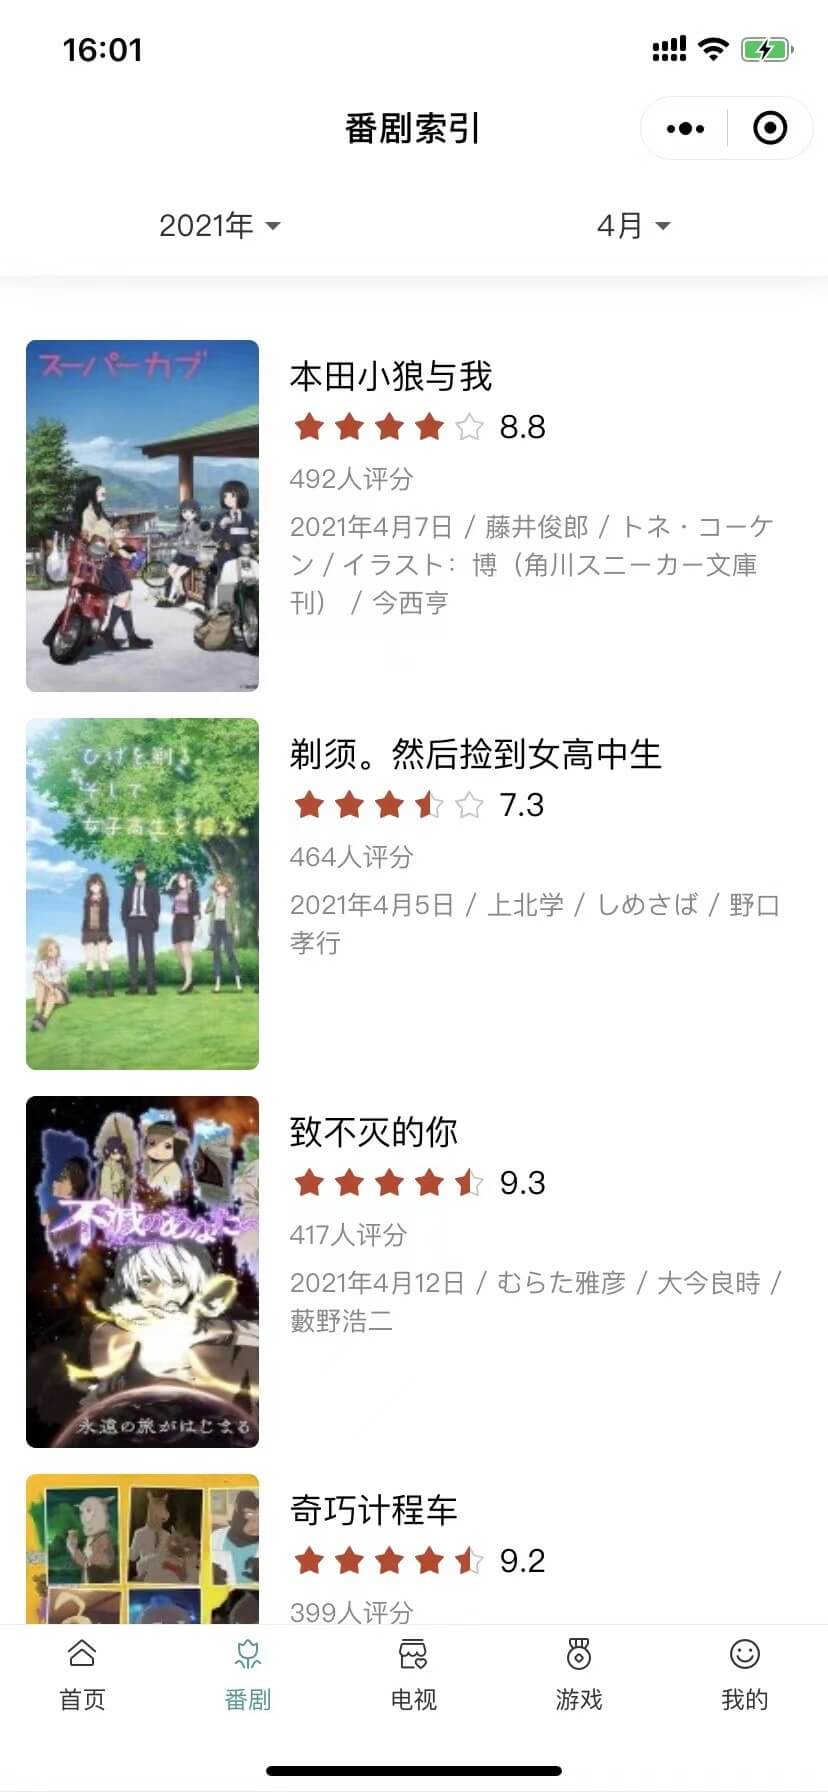 16:01
番剧索引
2021年
4月
スーパーカブ
本田小狼与我
8.8
492人评分
2021年4月7日 / 藤井俊郎 / トネ・コーケ
ン / イラスト：博（角川スニーカー文庫
刊） / 今西亨
ひげを剃る。
そして
女子高生を拾う。
剃须。然后捡到女高中生
7.3
464人评分
2021年4月5日 / 上北学 / しめさば / 野口
孝行
不滅のあなたへ
永遠の旅がはじまる
致不灭的你
9.3
417人评分
2021年4月12日 / むらた雅彦 / 大今良時 /
藪野浩二
奇巧计程车
9.2
399人评分
首页
番剧
电视
游戏
我的